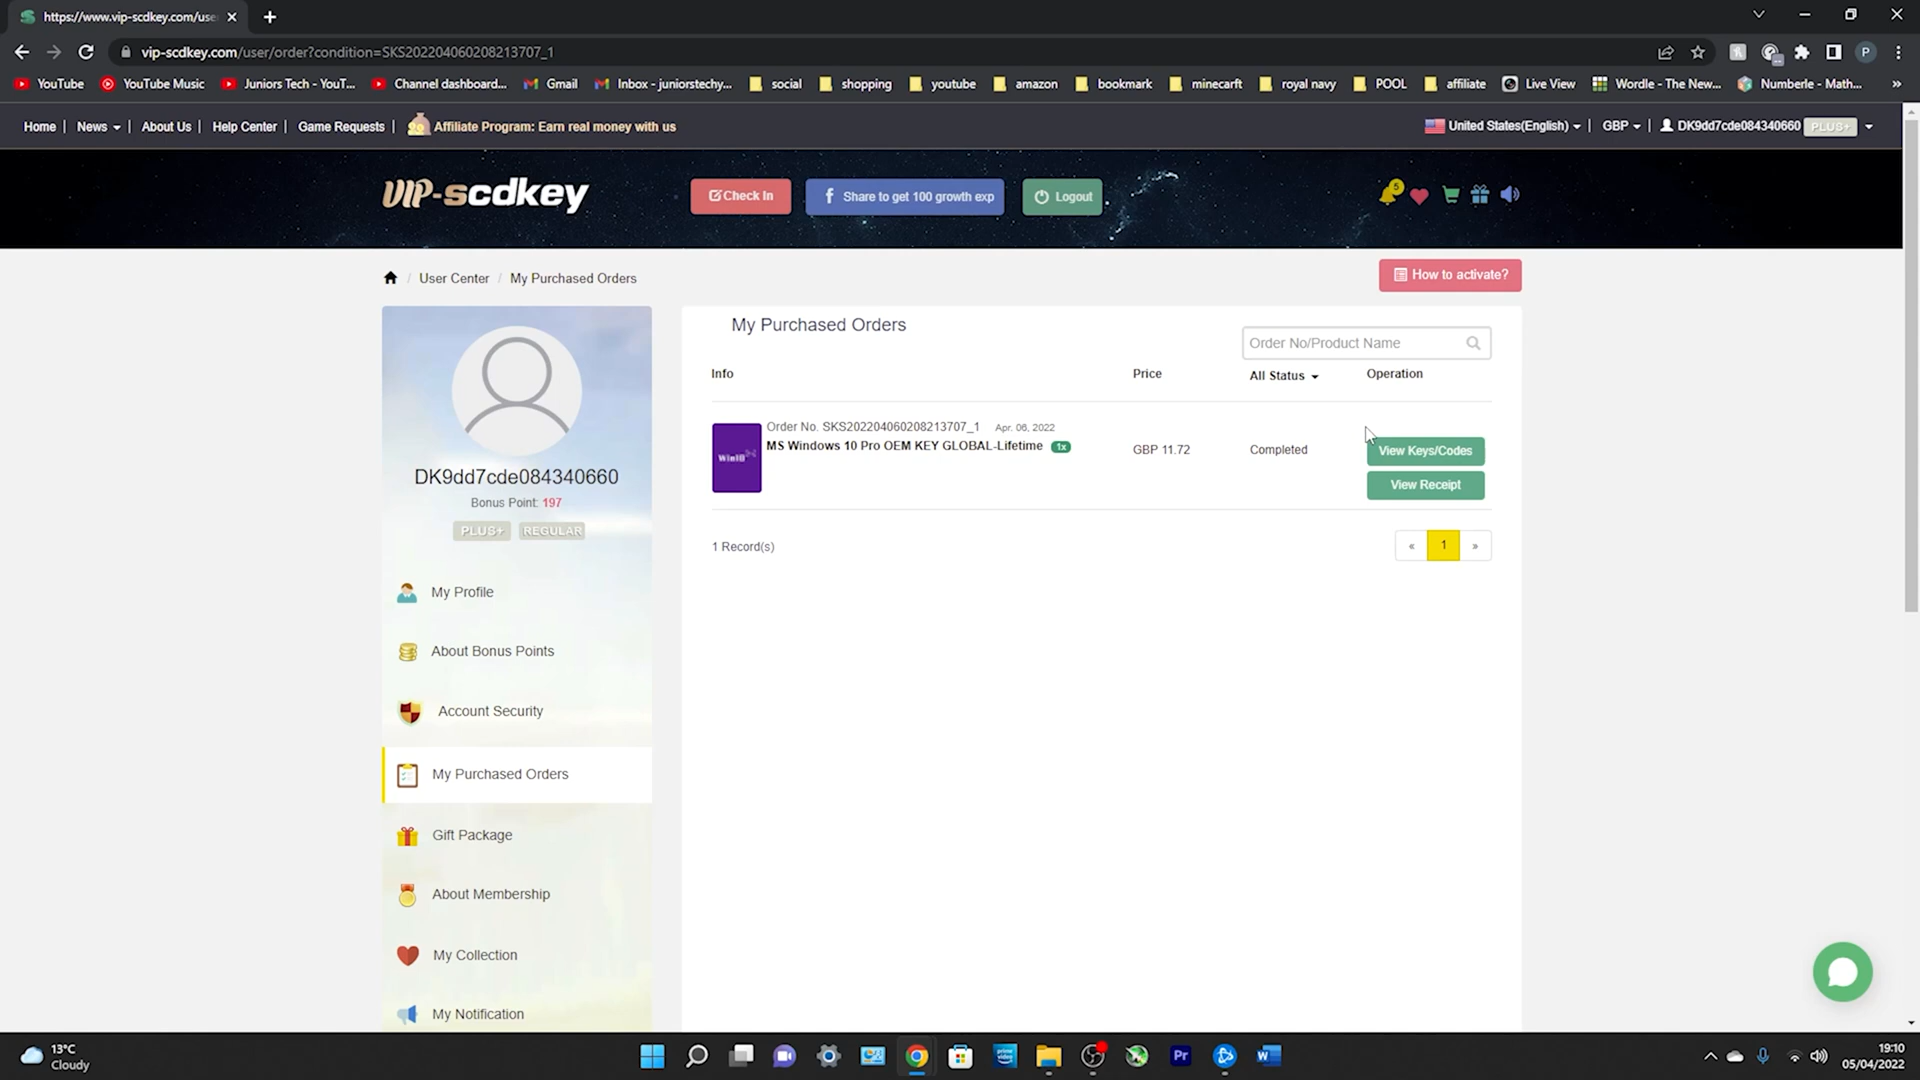 https://www.vip-scdkey.com/use
vip-scdkey.com/user/order?condition=SKS202204060208213707_1
P
YouTube YouTube Music Juniors Tech - YouT... Channel dashboard... Gmail Inbox - juniorstechy... social shopping youtube amazon bookmark minecarft royal navy POOL affiliate Live View Wordle - The New... Numberle - Math... »
Home | News | About Us | Help Center | Game Requests | Affiliate Program: Earn real money with us
United States(English) | GBP | DK9dd7cde084340660 PLUS+
VIP-scdkey
Check In
f Share to get 100 growth exp
Logout
5
/ User Center / My Purchased Orders
How to activate?
DK9dd7cde084340660
Bonus Point: 197
PLUS+ REGULAR
My Profile
About Bonus Points
Account Security
My Purchased Orders
Gift Package
About Membership
My Collection
My Notification
My Purchased Orders
Order No/Product Name
Info Price All Status Operation
Win10
Order No. SKS202204060208213707_1 Apr. 06, 2022
MS Windows 10 Pro OEM KEY GLOBAL-Lifetime 1x
GBP 11.72
Completed
View Keys/Codes
View Receipt
1 Record(s)
« 1 »
13°C
Cloudy
prime video
Pr
W
19:10
05/04/2022